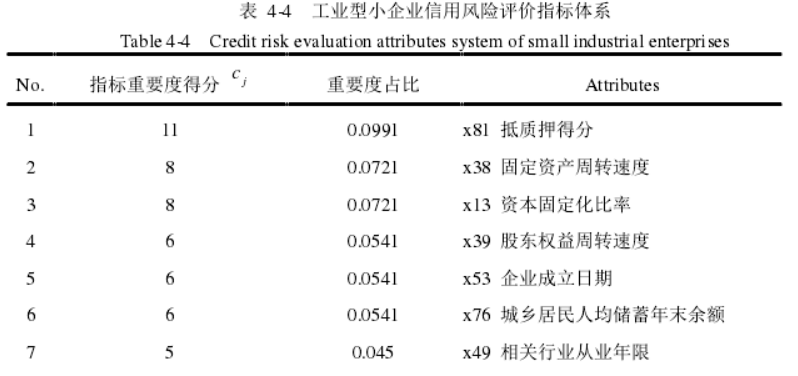 表 4-4 工业型小企业信用风险评价指标体系
Table 4-4 Credit risk evaluation attributes system of small industrial enterprises
No. 指标重要度得分 Cj 重要度占比 Attributes
1 11 0.0991 x81 抵质押得分
2 8 0.0721 x38 固定资产周转速度
3 8 0.0721 x13 资本固定化比率
4 6 0.0541 x39 股东权益周转速度
5 6 0.0541 x53 企业成立日期
6 6 0.0541 x76 城乡居民人均储蓄年末余额
7 5 0.045 x49 相关行业从业年限